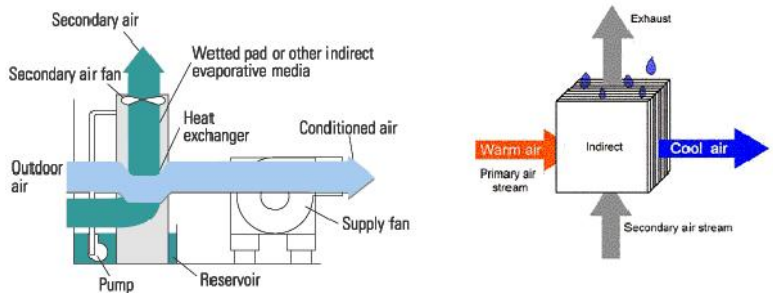 Secondary air
Wetted pad or other indirect
evaporative media
Secondary air fan
Heat
exchanger
Conditioned air
Outdoor
air
Supply fan
Reservoir
Pump
Exhaust
Warm air
Indirect
Cool air
Primary air
stream
Secondary air stream